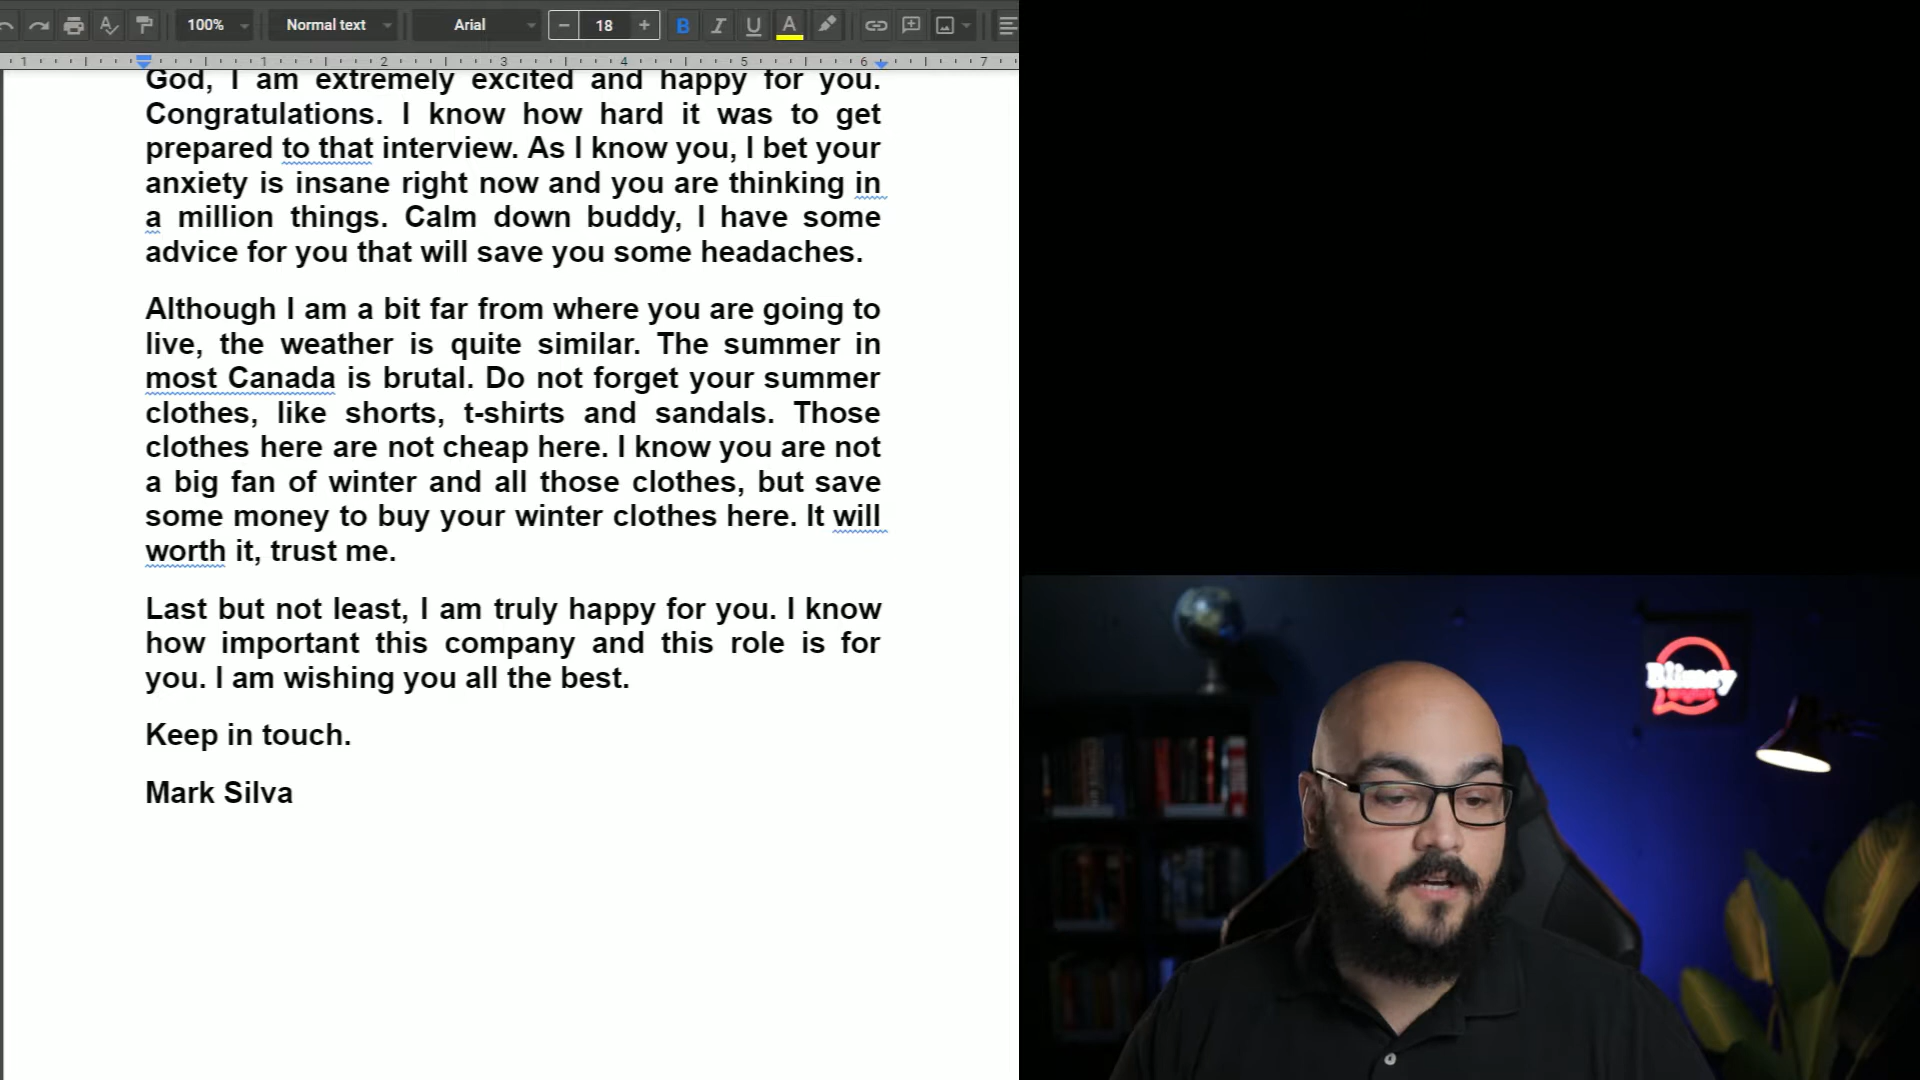 100% Normal text Arial 18 B I U A
1 1 2 3 4 5 6 7
God, I am extremely excited and happy for you.
Congratulations. I know how hard it was to get
prepared to that interview. As I know you, I bet your
anxiety is insane right now and you are thinking in
a million things. Calm down buddy, I have some
advice for you that will save you some headaches.
Although I am a bit far from where you are going to
live, the weather is quite similar. The summer in
most Canada is brutal. Do not forget your summer
clothes, like shorts, t-shirts and sandals. Those
clothes here are not cheap here. I know you are not
a big fan of winter and all those clothes, but save
some money to buy your winter clothes here. It will
worth it, trust me.
Last but not least, I am truly happy for you. I know
how important this company and this role is for
you. I am wishing you all the best.
Keep in touch.
Mark Silva